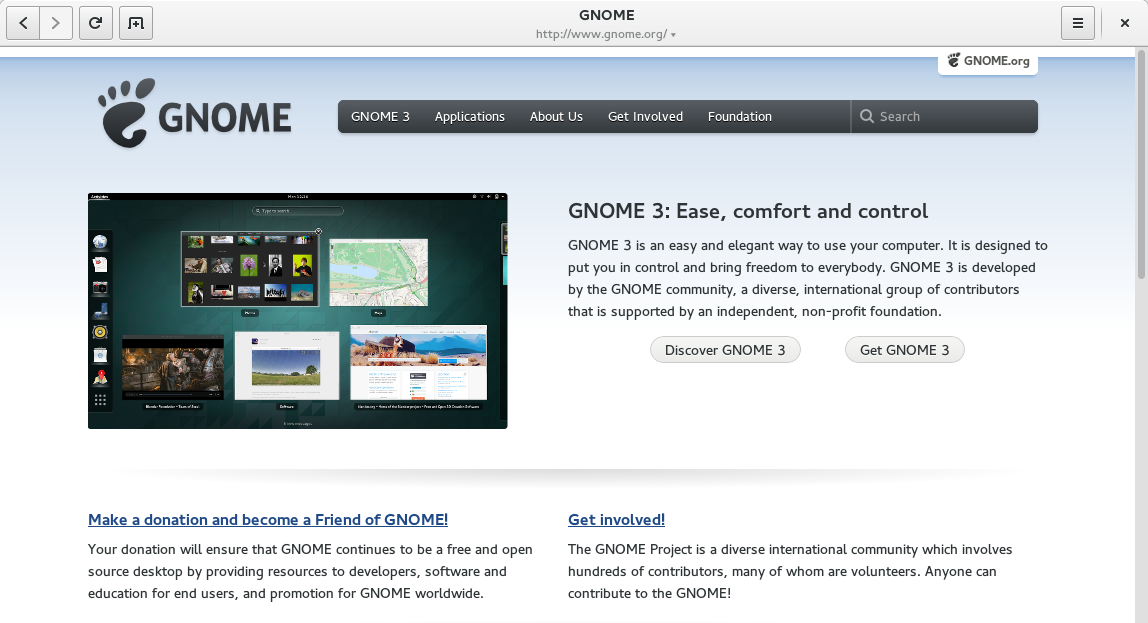 GNOME
http://www.gnome.org/
GNOME.org
GNOME
GNOME 3 Applications About Us Get Involved Foundation Search
Activities
Type to search
GNOME 3: Ease, comfort and control
GNOME 3 is an easy and elegant way to use your computer. It is designed to
put you in control and bring freedom to everybody. GNOME 3 is developed
by the GNOME community, a diverse, international group of contributors
that is supported by an independent, non-profit foundation.
Discover GNOME 3 Get GNOME 3
Photos
Maps
Software
Make a donation and become a Friend of GNOME!
Your donation will ensure that GNOME continues to be a free and open
source desktop by providing resources to developers, software and
education for end users, and promotion for GNOME worldwide.
Get involved!
The GNOME Project is a diverse international community which involves
hundreds of contributors, many of whom are volunteers. Anyone can
contribute to the GNOME!